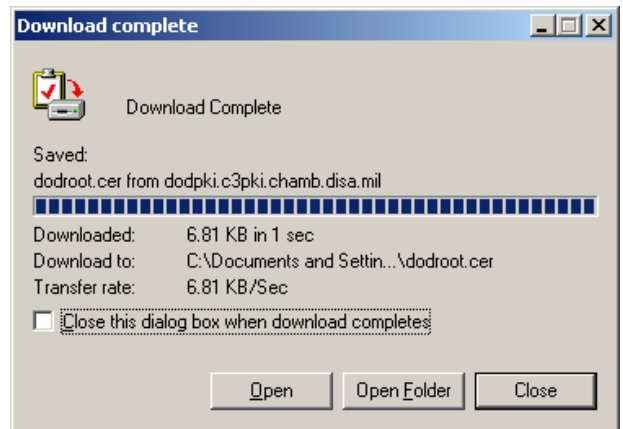 Download complete
Download Complete
Saved:
dodroot.cer from dodpki.c3pki.chamb.disa.mil
Downloaded: 6.81 KB in 1 sec
Download to: C:\Documents and Settin...\dodroot.cer
Transfer rate: 6.81 KB/Sec
Close this dialog box when download completes
Open Open Folder Close